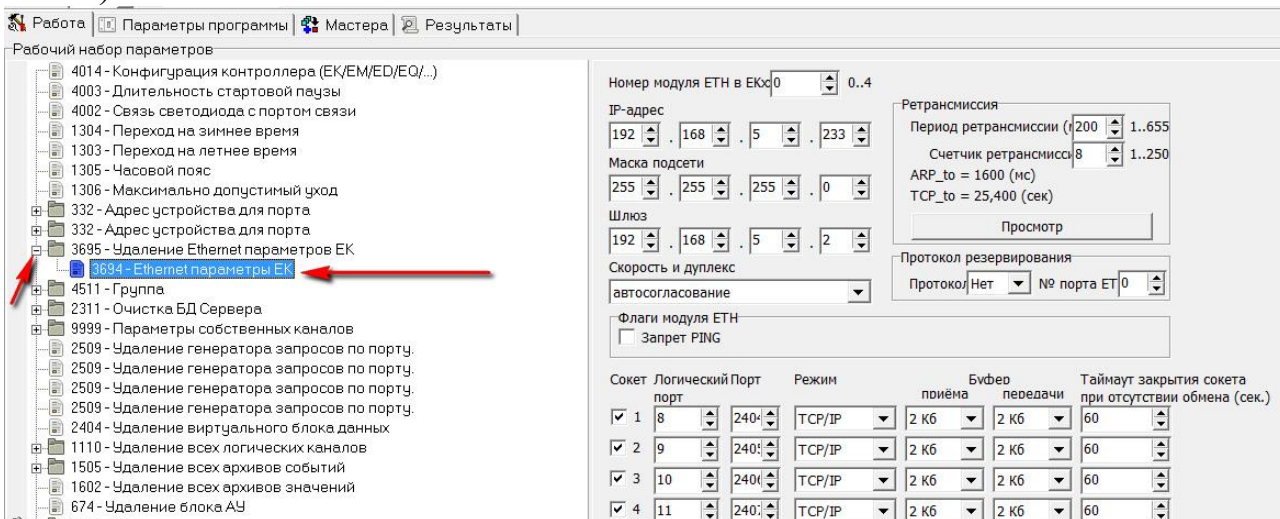 Работа Параметры программы Мастера Результаты
Рабочий набор параметров
4014 - Конфигурация контроллера (ЕК/ЕМ/ED/EQ/...)
4003 - Длительность стартовой паузы
4002 - Связь светодиода с портом связи
1304 - Переход на зимнее время
1303 - Переход на летнее время
1305 - Часовой пояс
1306 - Максимально допустимый уход
332 - Адрес устройства для порта
332 - Адрес устройства для порта
3695 - Удаление Ethernet параметров ЕК
3694 - Ethernet параметры ЕК
4511 - Группа
2311 - Очистка БД Сервера
9999 - Параметры собственных каналов
2509 - Удаление генератора запросов по порту.
2509 - Удаление генератора запросов по порту.
2509 - Удаление генератора запросов по порту.
2509 - Удаление генератора запросов по порту.
2404 - Удаление виртуального блока данных
1110 - Удаление всех логических каналов
1505 - Удаление всех архивов событий
1602 - Удаление всех архивов значений
674 - Удаление блока АУ
Номер модуля ETH в 0 0..4
IP-адрес
192 . 168 . 5 . 233
Маска подсети
255 . 255 . 255 . 0
Шлюз
192 . 168 . 5 . 2
Скорость и дуплекс
автосогласование
Ретрансмиссия
Период ретрансмиссии 200 1..655
Счетчик 8 1..250
ARP_to = 1600 (мс)
TCP_to = 25,400 (сек)
Просмотр
Протокол резервирования
Протокол Нет № порта ET 0
Флаги модуля ETH
Запрет PING
Сокет Логический порт Порт Режим Буфер приёма передачи Таймаут закрытия сокета при отсутствии обмена (сек.)
1 8 TCP/IP 2 Кб 2 Кб 60
2 9 TCP/IP 2 Кб 2 Кб 60
3 10 TCP/IP 2 Кб 2 Кб 60
4 11 TCP/IP 2 Кб 2 Кб 60